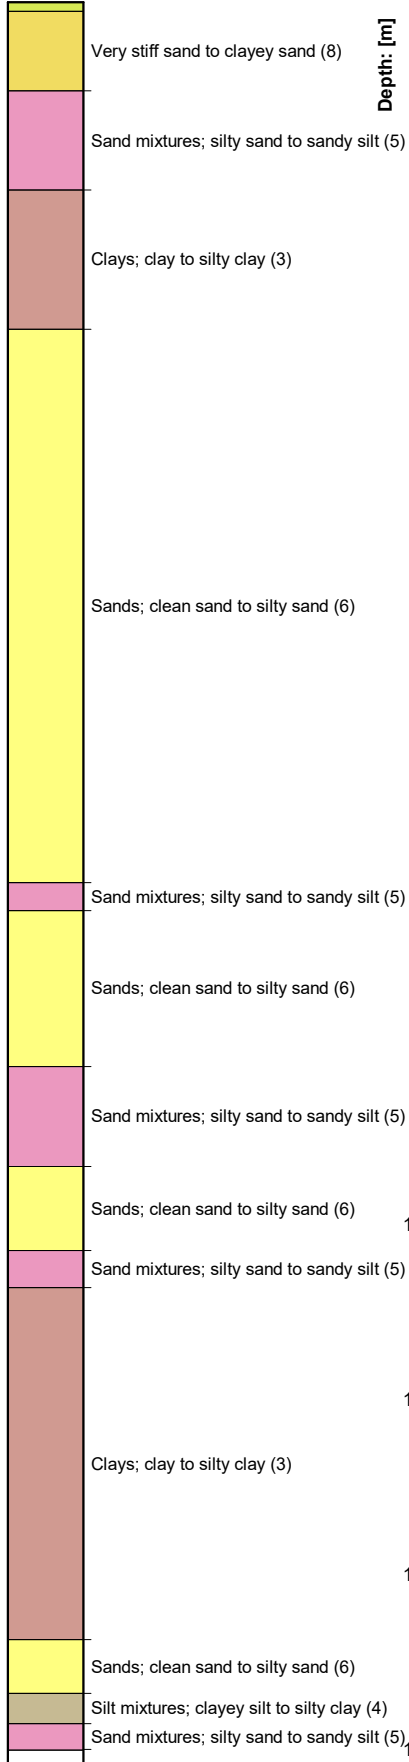 Depth: [m]
Very stiff sand to clayey sand (8)
Sand mixtures; silty sand to sandy silt (5)
Clays; clay to silty clay (3)
Sands; clean sand to silty sand (6)
Sand mixtures; silty sand to sandy silt (5)
Sands; clean sand to silty sand (6)
Sand mixtures; silty sand to sandy silt (5)
Sands; clean sand to silty sand (6)
1
Sand mixtures; silty sand to sandy silt (5)
1
Clays; clay to silty clay (3)
1
Sands; clean sand to silty sand (6)
Silt mixtures; clayey silt to silty clay (4)
Sand mixtures; silty sand to sandy silt (5)
1